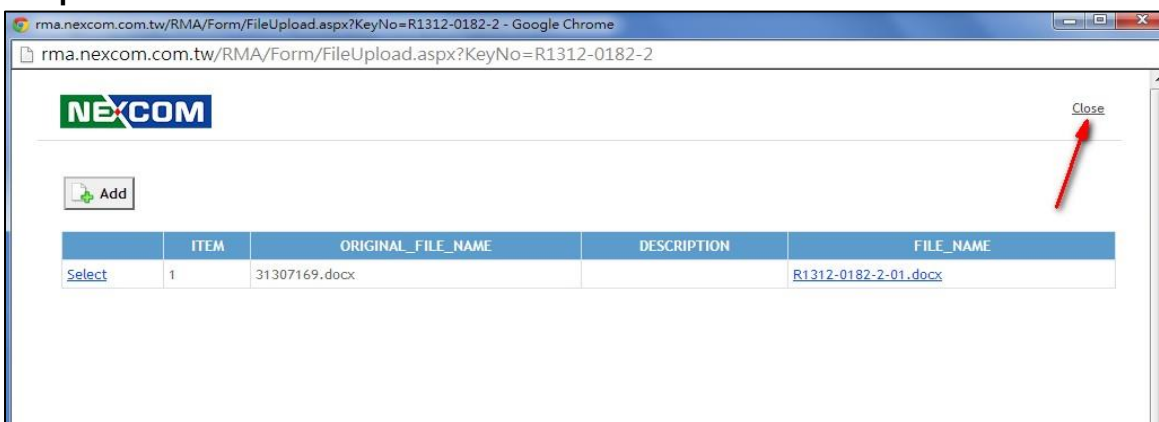 rma.nexcom.com.tw/RMA/Form/FileUpload.aspx?KeyNo=R1312-0182-2 - Google Chrome
rma.nexcom.com.tw/RMA/Form/FileUpload.aspx?KeyNo=R1312-0182-2
NEXCOM
Close
Add
ITEM ORIGINAL_FILE_NAME DESCRIPTION FILE_NAME
Select 1 31307169.docx R1312-0182-2-01.docx